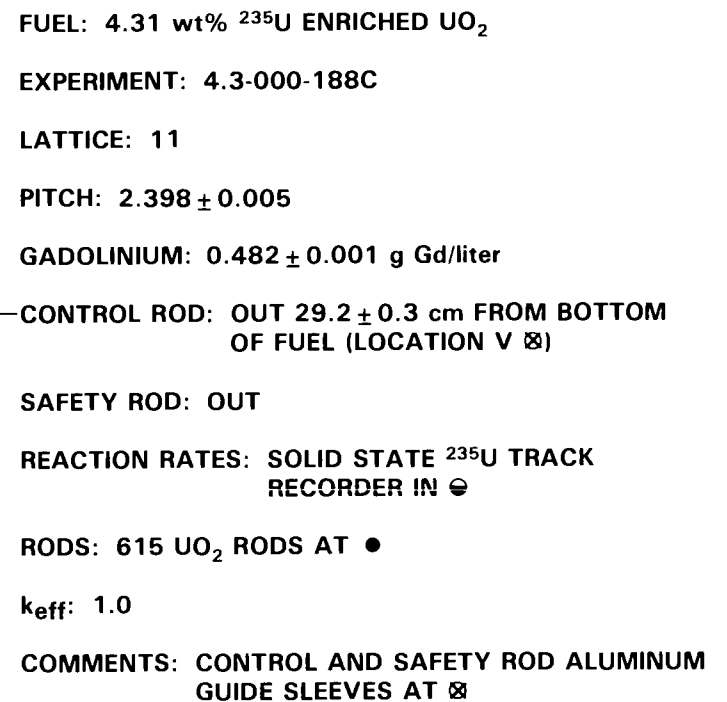 FUEL: 4.31 wt% ²³⁵U ENRICHED UO₂
EXPERIMENT: 4.3-000-188C
LATTICE: 11
PITCH: 2.398 ± 0.005
GADOLINIUM: 0.482 ± 0.001 g Gd/liter
CONTROL ROD: OUT 29.2 ± 0.3 cm FROM BOTTOM
OF FUEL (LOCATION V ⊠)
SAFETY ROD: OUT
REACTION RATES: SOLID STATE ²³⁵U TRACK
RECORDER IN ◒
RODS: 615 UO₂ RODS AT ●
keff: 1.0
COMMENTS: CONTROL AND SAFETY ROD ALUMINUM
GUIDE SLEEVES AT ⊠